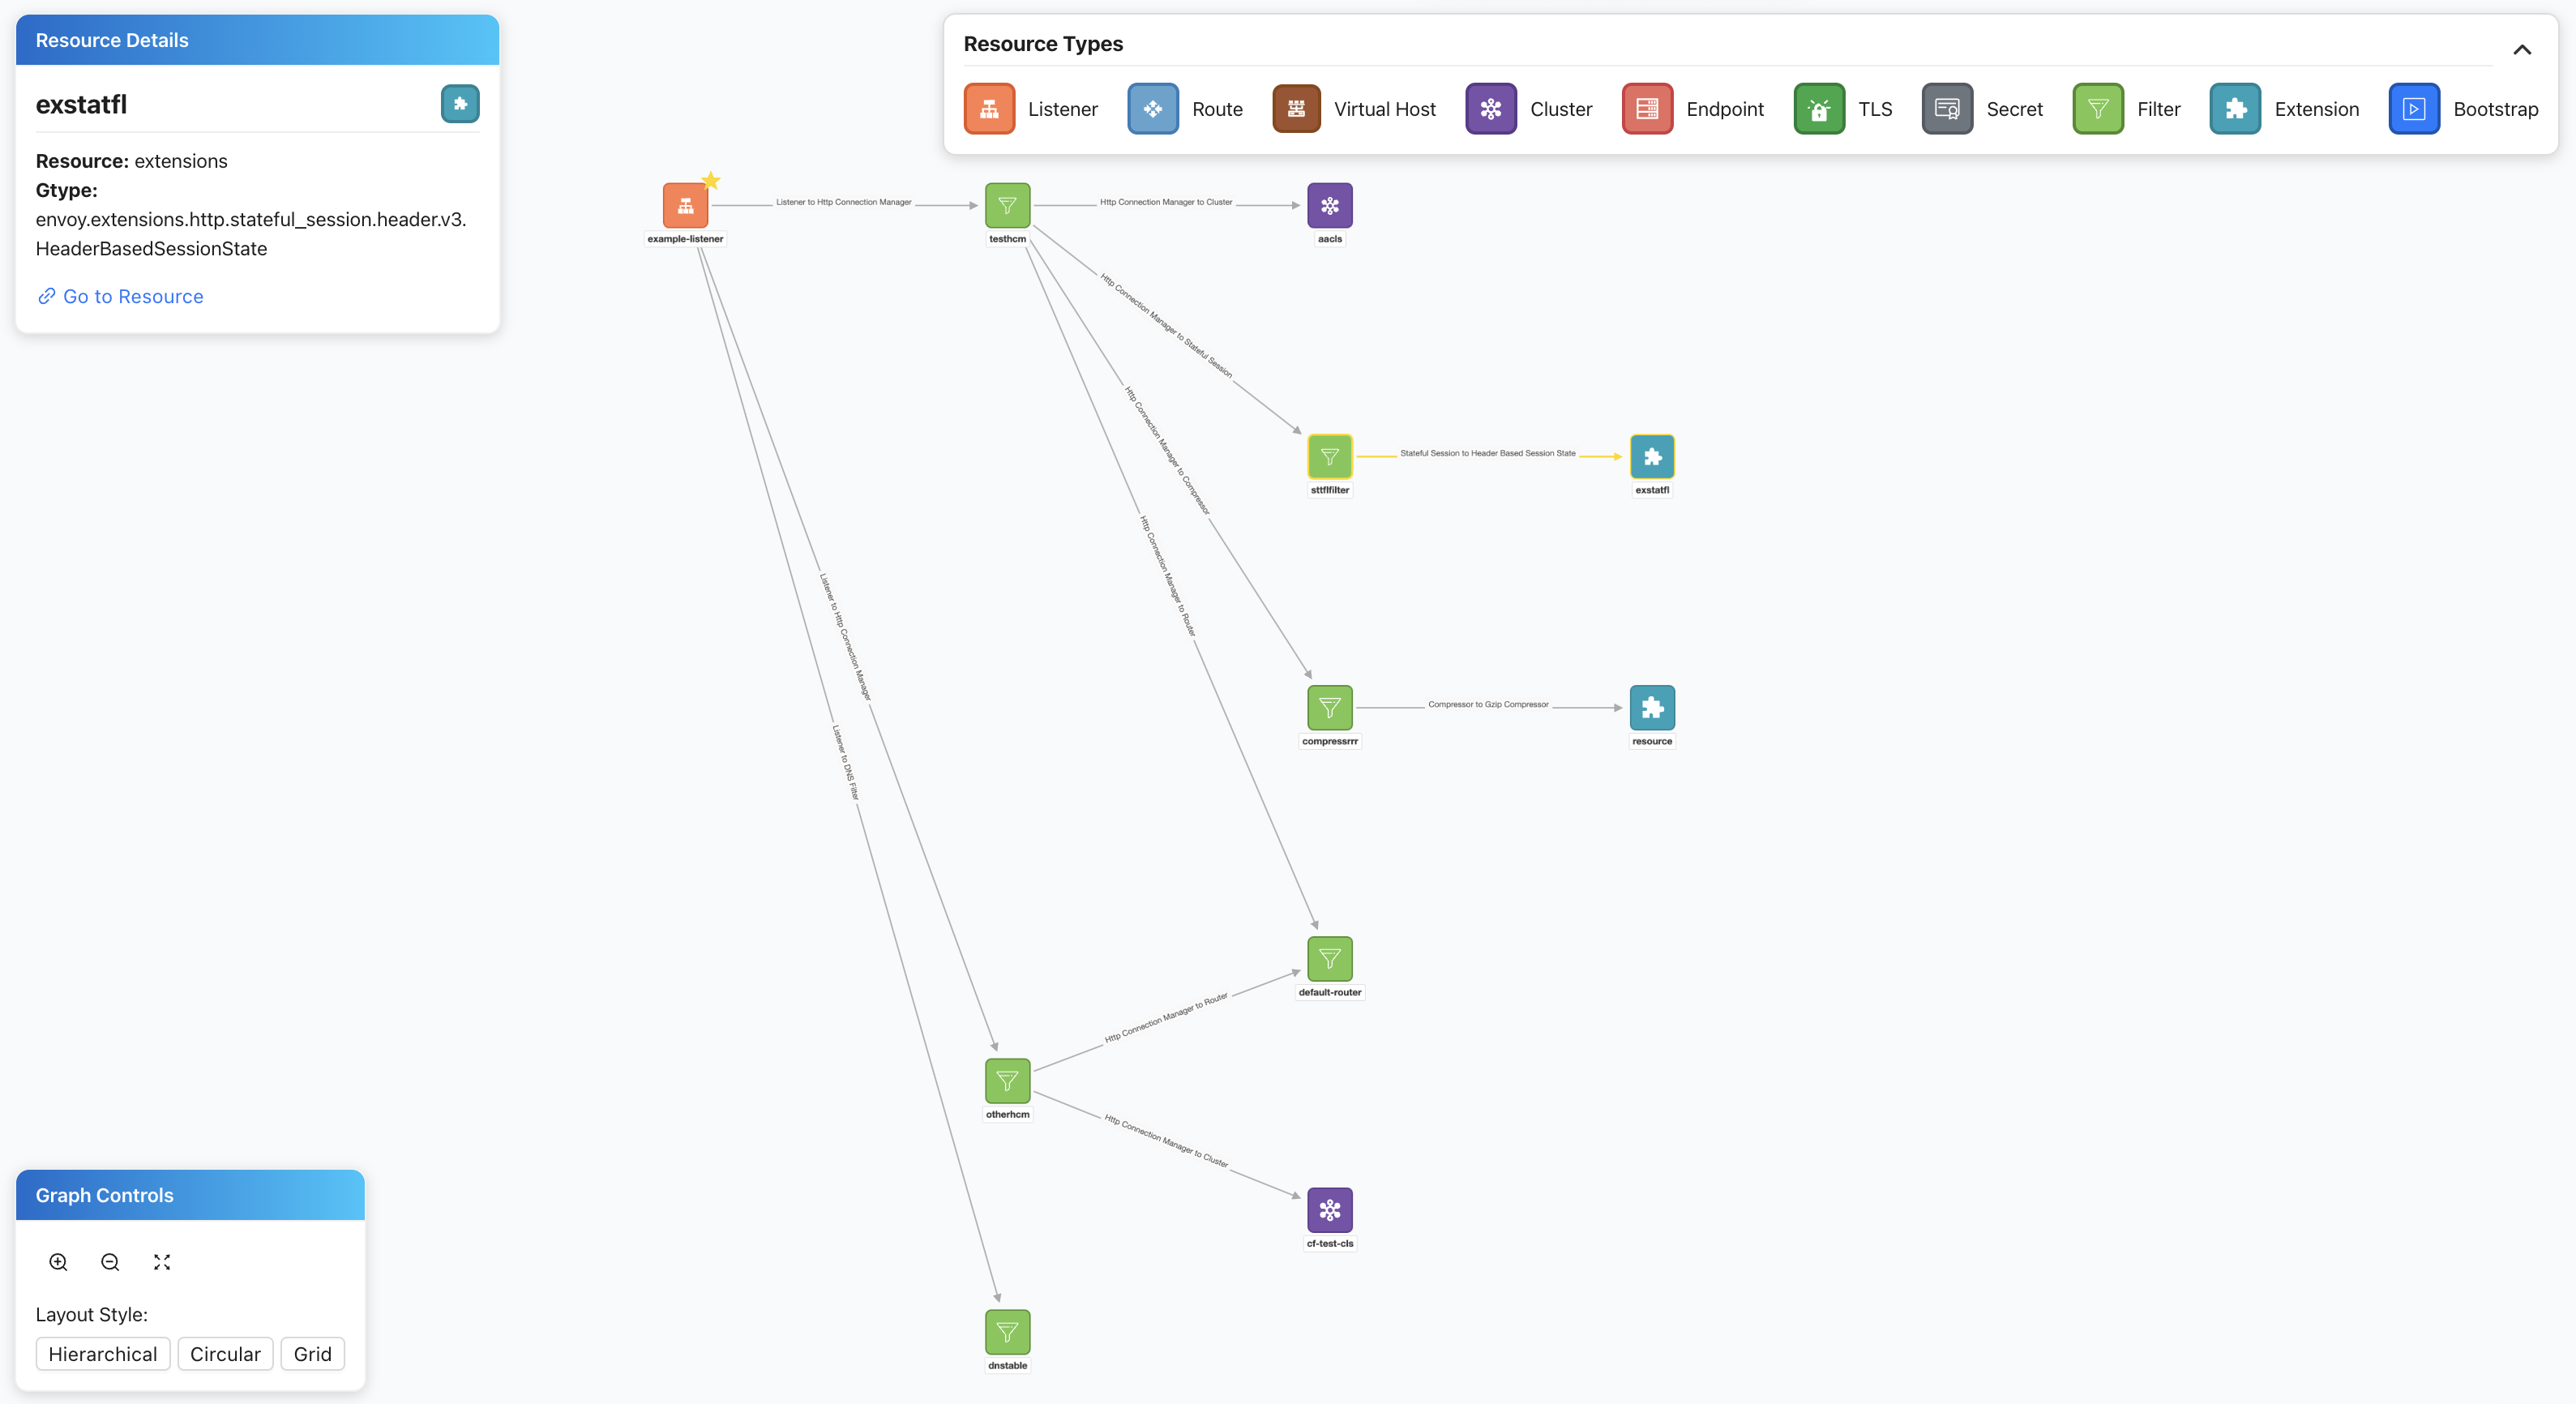 Resource Details
exstatfl
Resource: extensions
Gtype:
envoy.extensions.http.stateful_session.header.v3.
HeaderBasedSessionState
Go to Resource
Resource Types
Listener
Route
Virtual Host
Cluster
Endpoint
TLS
Secret
Filter
Extension
Bootstrap
Listener to Http Connection Manager
Http Connection Manager to Cluster
example-listener
testhcm
aacls
Http Connection Manager to Stateful Session
Http Connection Manager to Compressor
Stateful Session to Header Based Session State
sttflfilter
exstatfl
Http Connection Manager to Router
Listener to Http Connection Manager
Compressor to Gzip Compressor
compressrrr
resource
Listener to DNS Filter
default-router
Http Connection Manager to Router
otherhcm
Http Connection Manager to Cluster
cf-test-cls
dnstable
Graph Controls
Layout Style:
Hierarchical
Circular
Grid